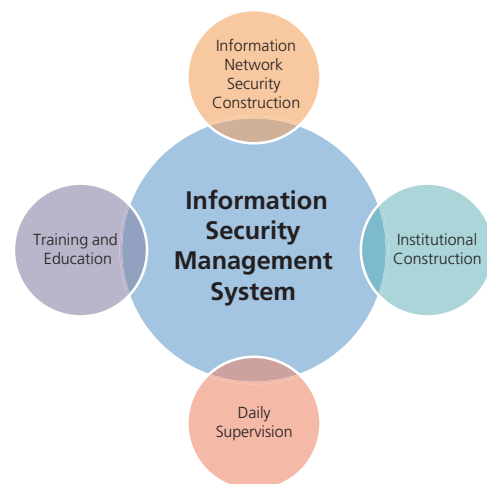 Information
Network
Security
Construction
Information
Security
Management
System
Training and
Education
Institutional
Construction
Daily
Supervision